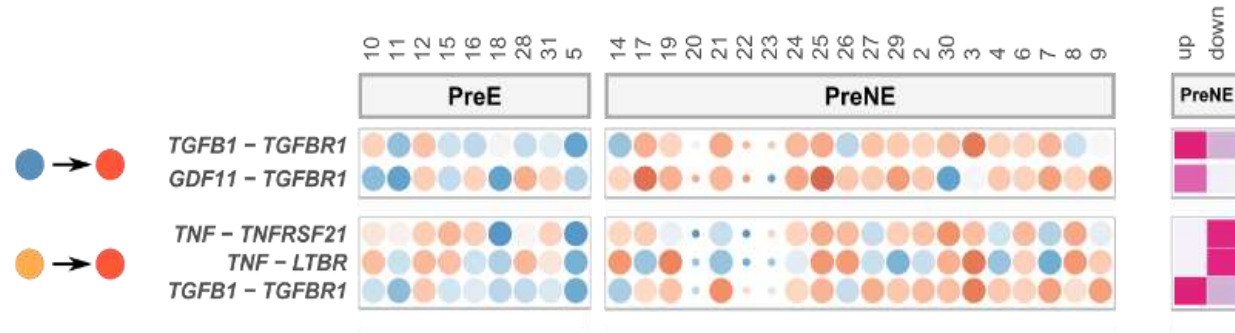 10 11 12 15 16 18 28 31 5 14 17 19 20 21 22 23 24 25 26 27 29 2 30 3 4 6 7 8 9 up down
PreE PreNE PreNE
TGFB1 − TGFBR1
GDF11 − TGFBR1
TNF − TNFRSF21
TNF − LTBR
TGFB1 − TGFBR1